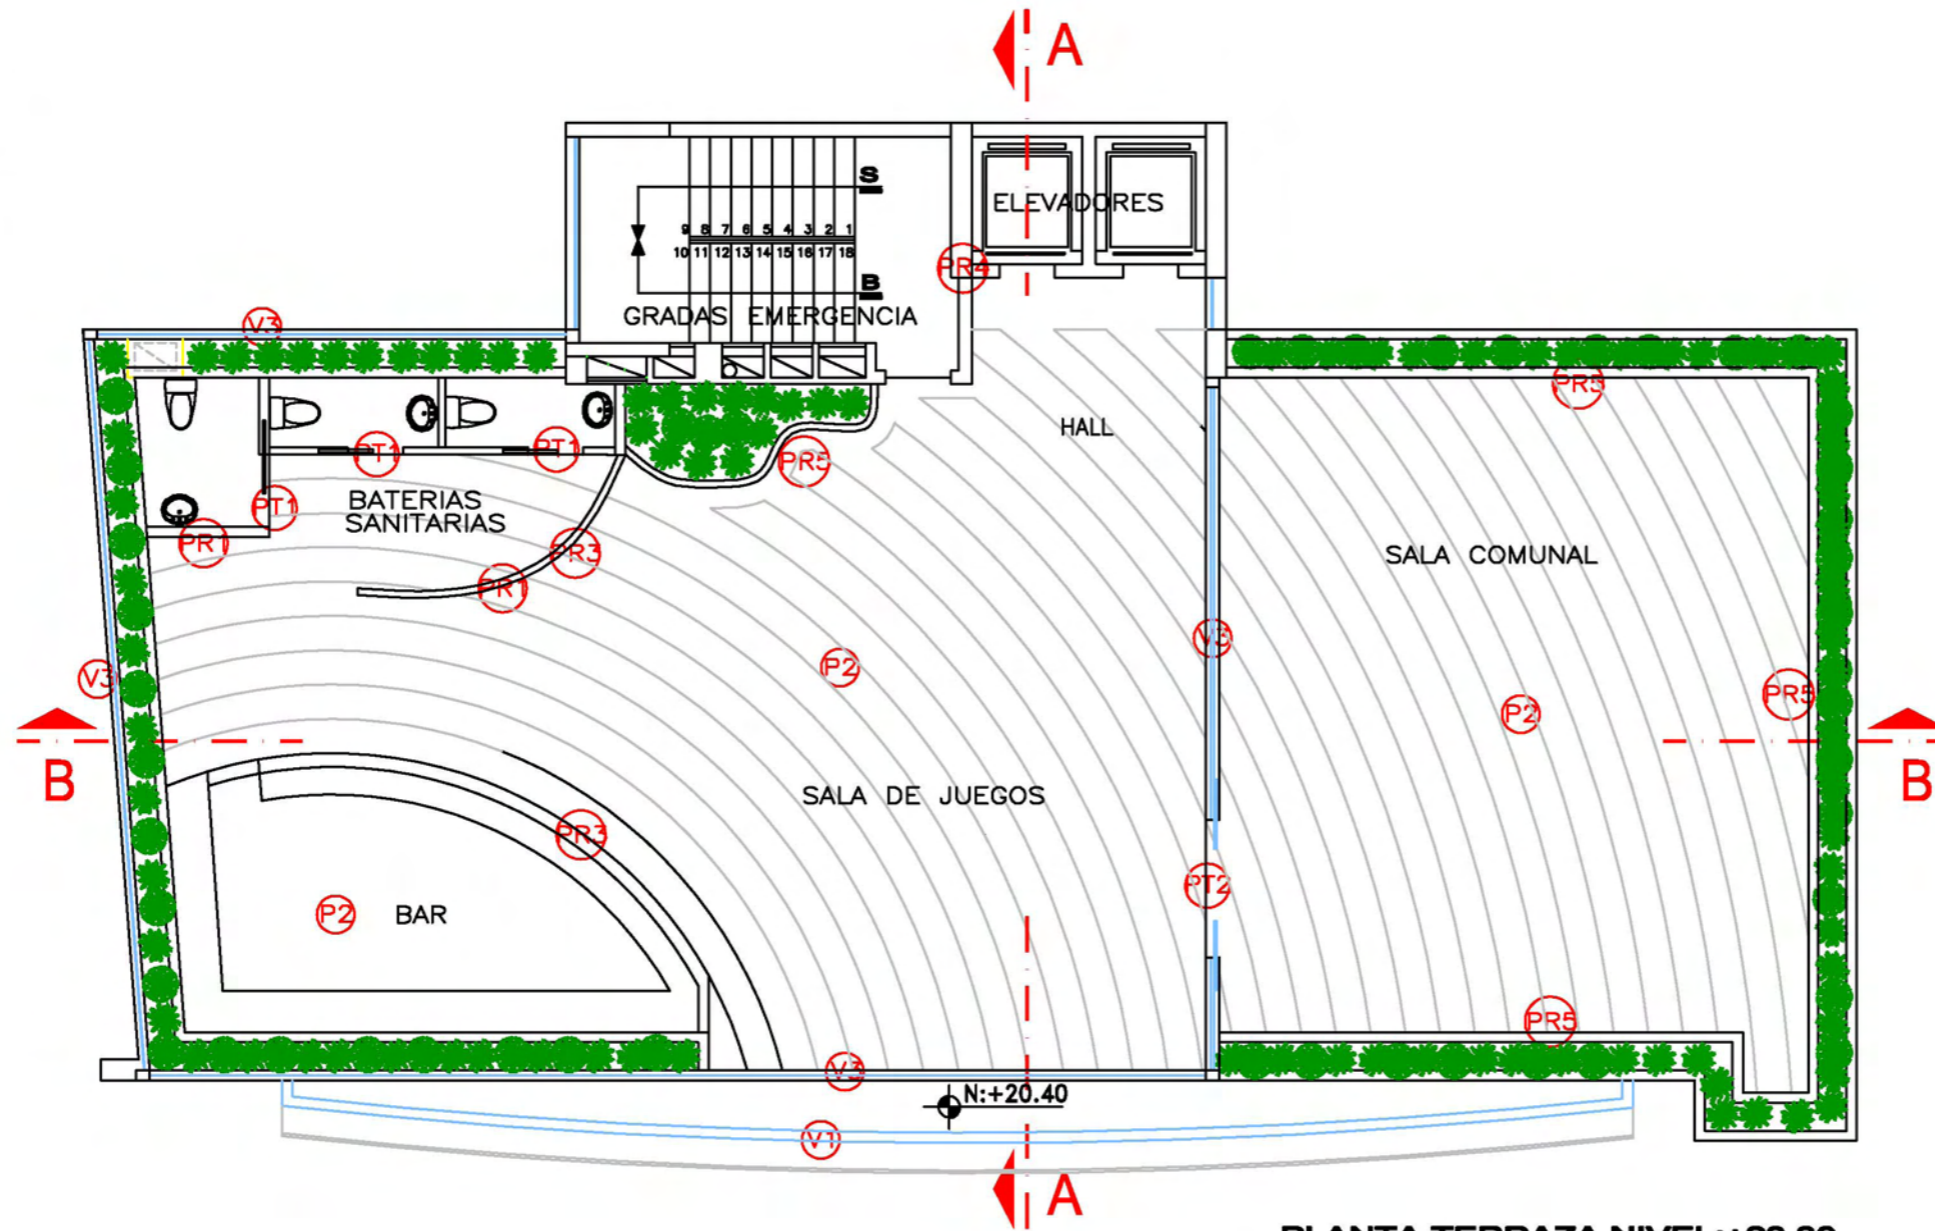 A
S
ELEVADORES
9 8 7 6 5 4 3 2 1
10 11 12 13 14 15 16 17 18
PR4
B
GRADAS EMERGENCIA
V3
PR5
HALL
PT1
PT1
PR5
BATERIAS
SANITARIAS
PT1
PR1
PR3
PR1
SALA COMUNAL
V3
P2
V3
PR5
P2
B
B
SALA DE JUEGOS
PR3
PT2
P2
BAR
PR5
V3
N:+20.40
V1
A